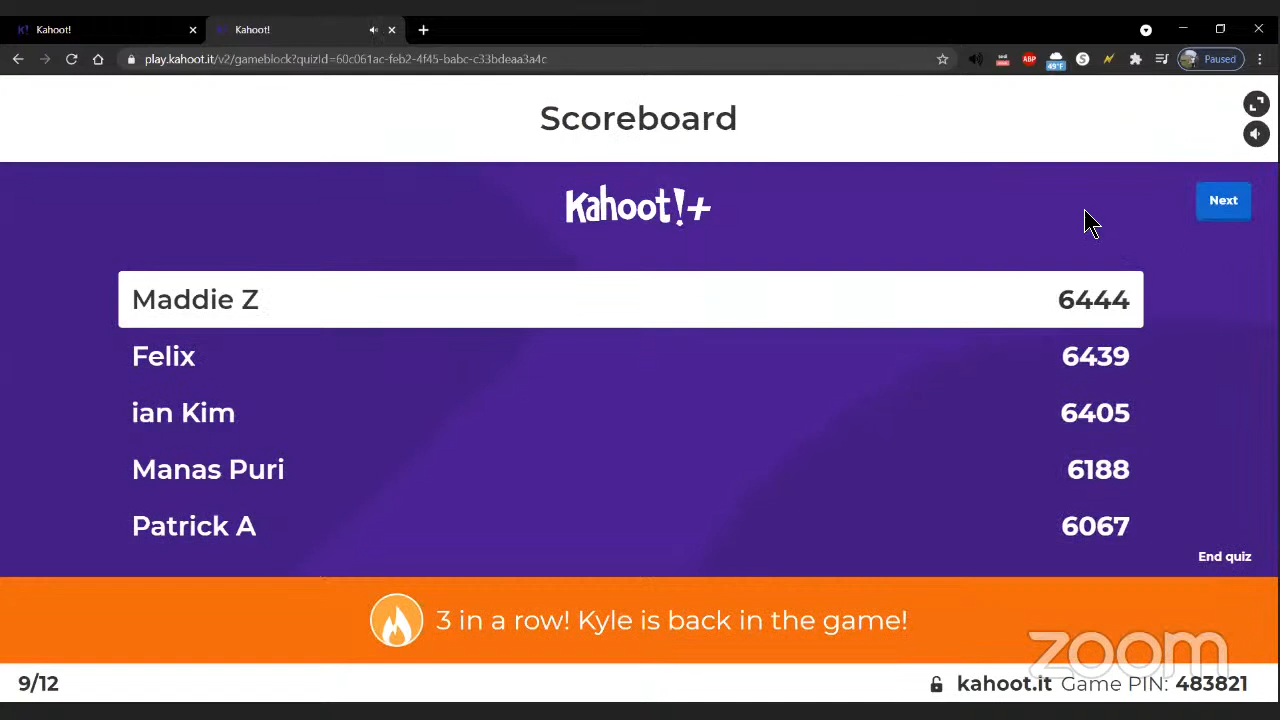 Kahoot!
Kahoot!
play.kahoot.it/v2/gameblock?quizId=60c061ac-feb2-4f45-babc-c33bdeaa3a4c
ABP
49°F
S
Paused
Scoreboard
Kahoot!+
Next
Maddie Z 6444
Felix 6439
ian Kim 6405
Manas Puri 6188
Patrick A 6067
End quiz
3 in a row! Kyle is back in the game!
zoom
9/12
kahoot.it Game PIN: 483821